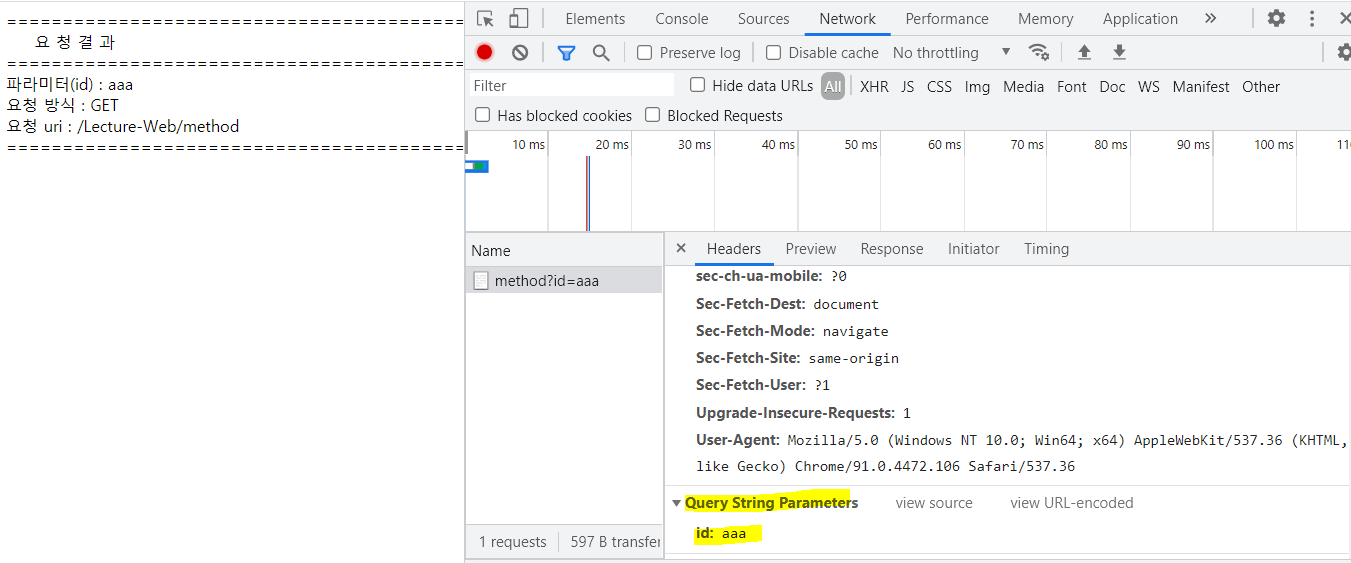 ========================================
요 청 결 과
========================================
파라미터(id) : aaa
요청 방식 : GET
요청 uri : /Lecture-Web/method
========================================
Elements Console Sources Network Performance Memory Application »
Preserve log Disable cache No throttling
Filter Hide data URLs All XHR JS CSS Img Media Font Doc WS Manifest Other
Has blocked cookies Blocked Requests
10 ms 20 ms 30 ms 40 ms 50 ms 60 ms 70 ms 80 ms 90 ms 100 ms 110
Name
method?id=aaa
1 requests 597 B transfer
× Headers Preview Response Initiator Timing
sec-ch-ua-mobile: ?0
Sec-Fetch-Dest: document
Sec-Fetch-Mode: navigate
Sec-Fetch-Site: same-origin
Sec-Fetch-User: ?1
Upgrade-Insecure-Requests: 1
User-Agent: Mozilla/5.0 (Windows NT 10.0; Win64; x64) AppleWebKit/537.36 (KHTML,
like Gecko) Chrome/91.0.4472.106 Safari/537.36
Query String Parameters view source view URL-encoded
id: aaa